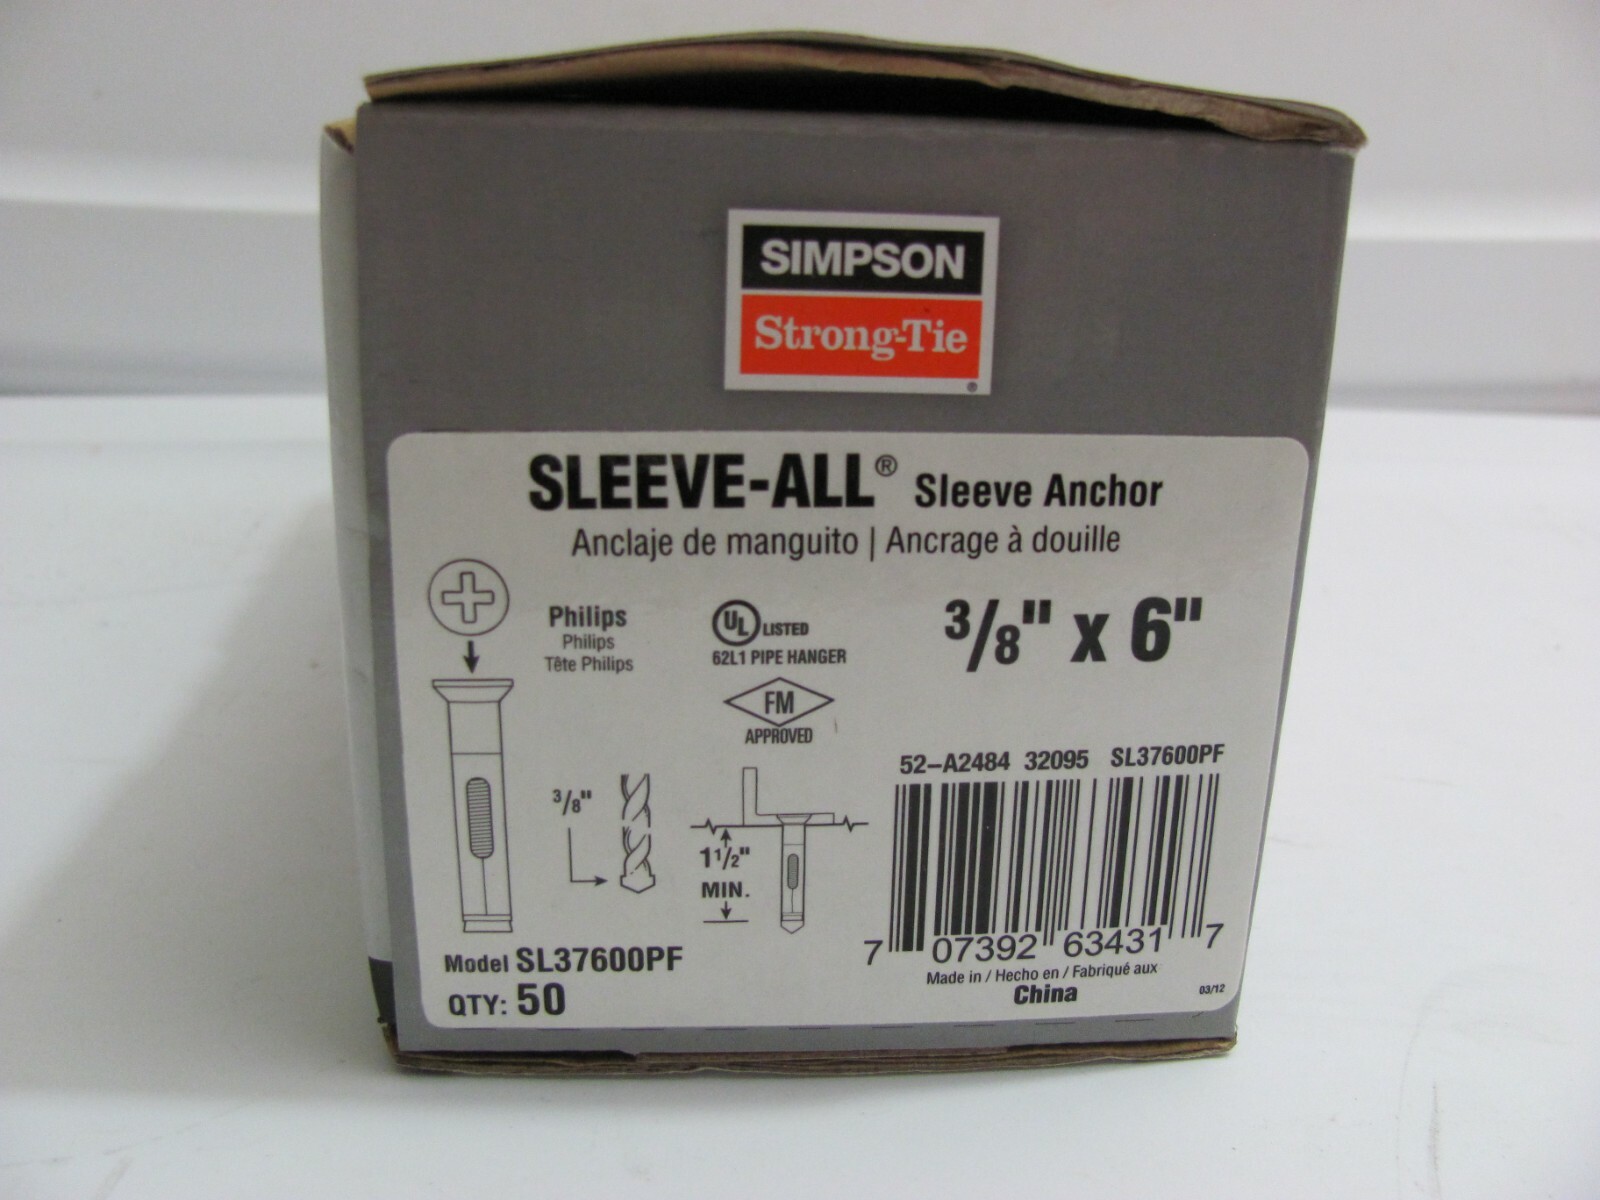 SIMPSON
Strong-Tie
®
SLEEVE-ALL® Sleeve Anchor
Anclaje de manguito | Ancrage à douille
Philips
Philips
Tête Philips
UL LISTED
62L1 PIPE HANGER
FM
APPROVED
3/8" x 6"
3/8"
1 1/2"
MIN.
52-A2484 32095 SL37600PF
7 07392 63431 7
Made in / Hecho en / Fabriqué aux
China
03/12
Model SL37600PF
QTY: 50